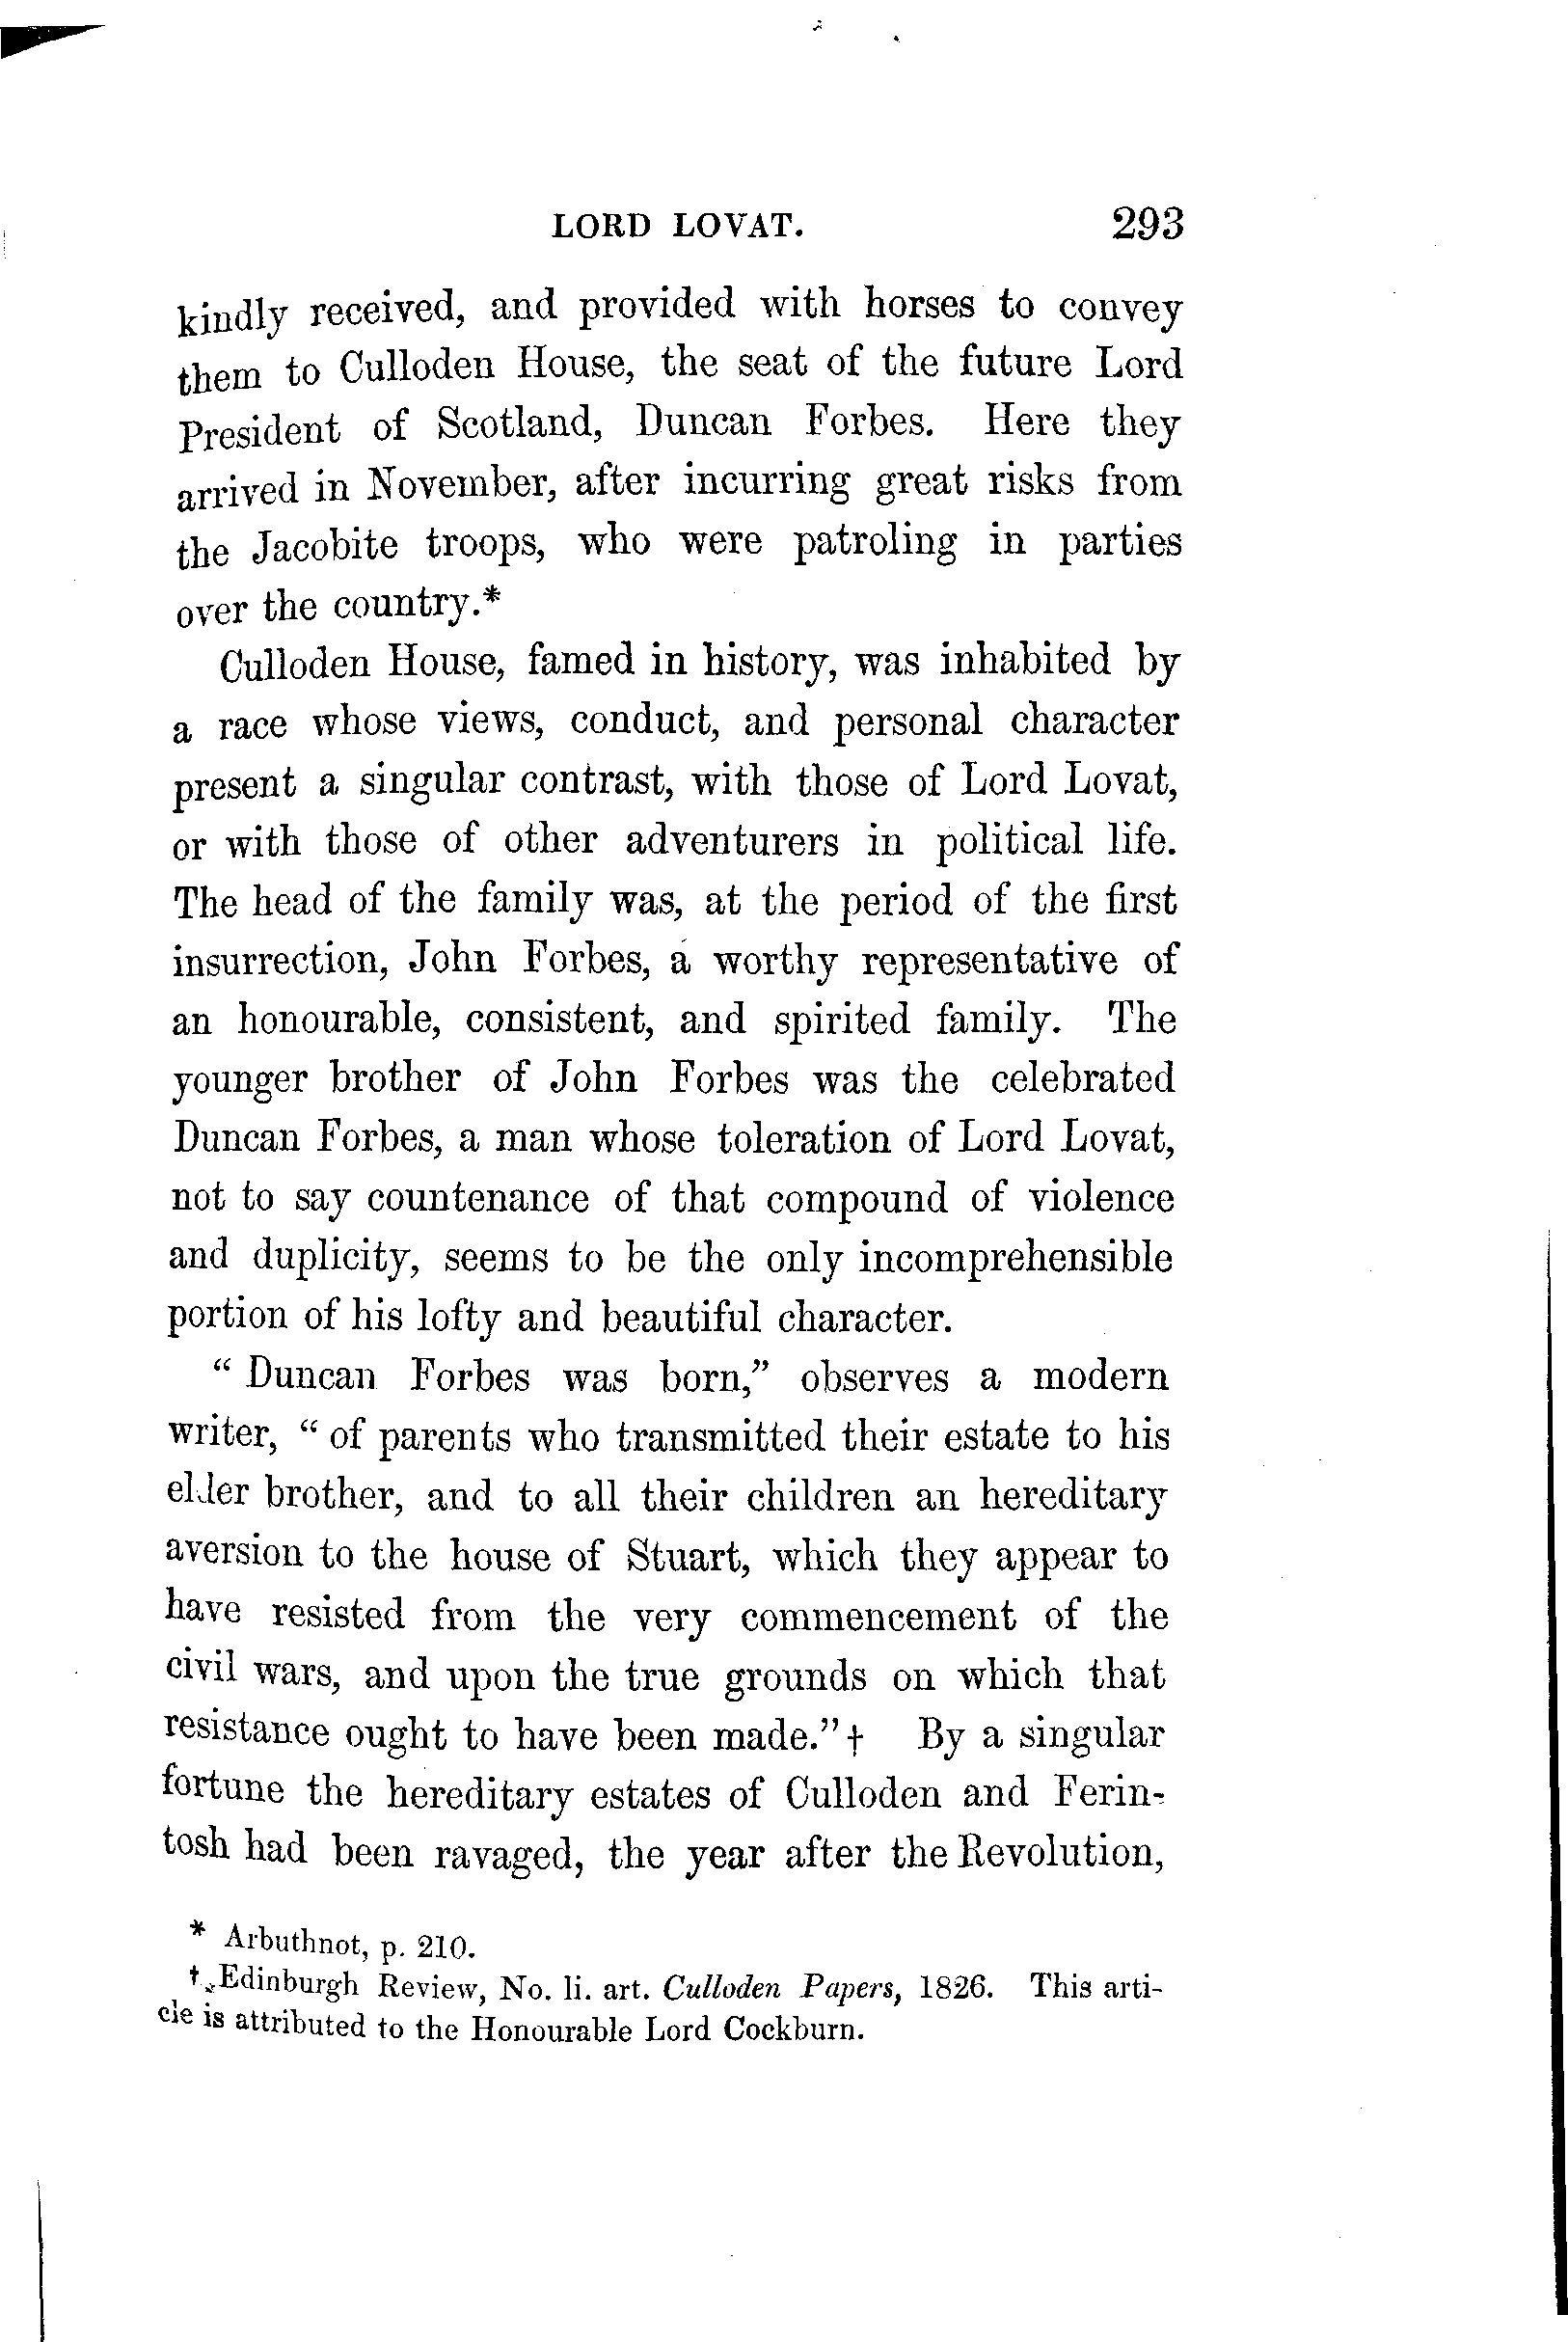 LORD LOVAT. 293
kindly received, and provided with horses to convey
them to Culloden House, the seat of the future Lord
President of Scotland, Duncan Forbes. Here they
arrived in November, after incurring great risks from
the Jacobite troops, who were patroling in parties
over the country.*
Culloden House, famed in history, was inhabited by
a race whose views, conduct, and personal character
present a singular contrast, with those of Lord Lovat,
or with those of other adventurers in political life.
The head of the family was, at the period of the first
insurrection, John Forbes, a worthy representative of
an honourable, consistent, and spirited family. The
younger brother of John Forbes was the celebrated
Duncan Forbes, a man whose toleration of Lord Lovat,
not to say countenance of that compound of violence
and duplicity, seems to be the only incomprehensible
portion of his lofty and beautiful character.
“ Duncan Forbes was born,” observes a modern
writer, “ of parents who transmitted their estate to his
elder brother, and to all their children an hereditary
aversion to the house of Stuart, which they appear to
have resisted from the very commencement of the
civil wars, and upon the true grounds on which that
resistance ought to have been made.”† By a singular
fortune the hereditary estates of Culloden and Ferin-
tosh had been ravaged, the year after the Revolution,
* Arbuthnot, p. 210.
† Edinburgh Review, No. li. art. Culloden Papers, 1826. This arti-
cle is attributed to the Honourable Lord Cockburn.